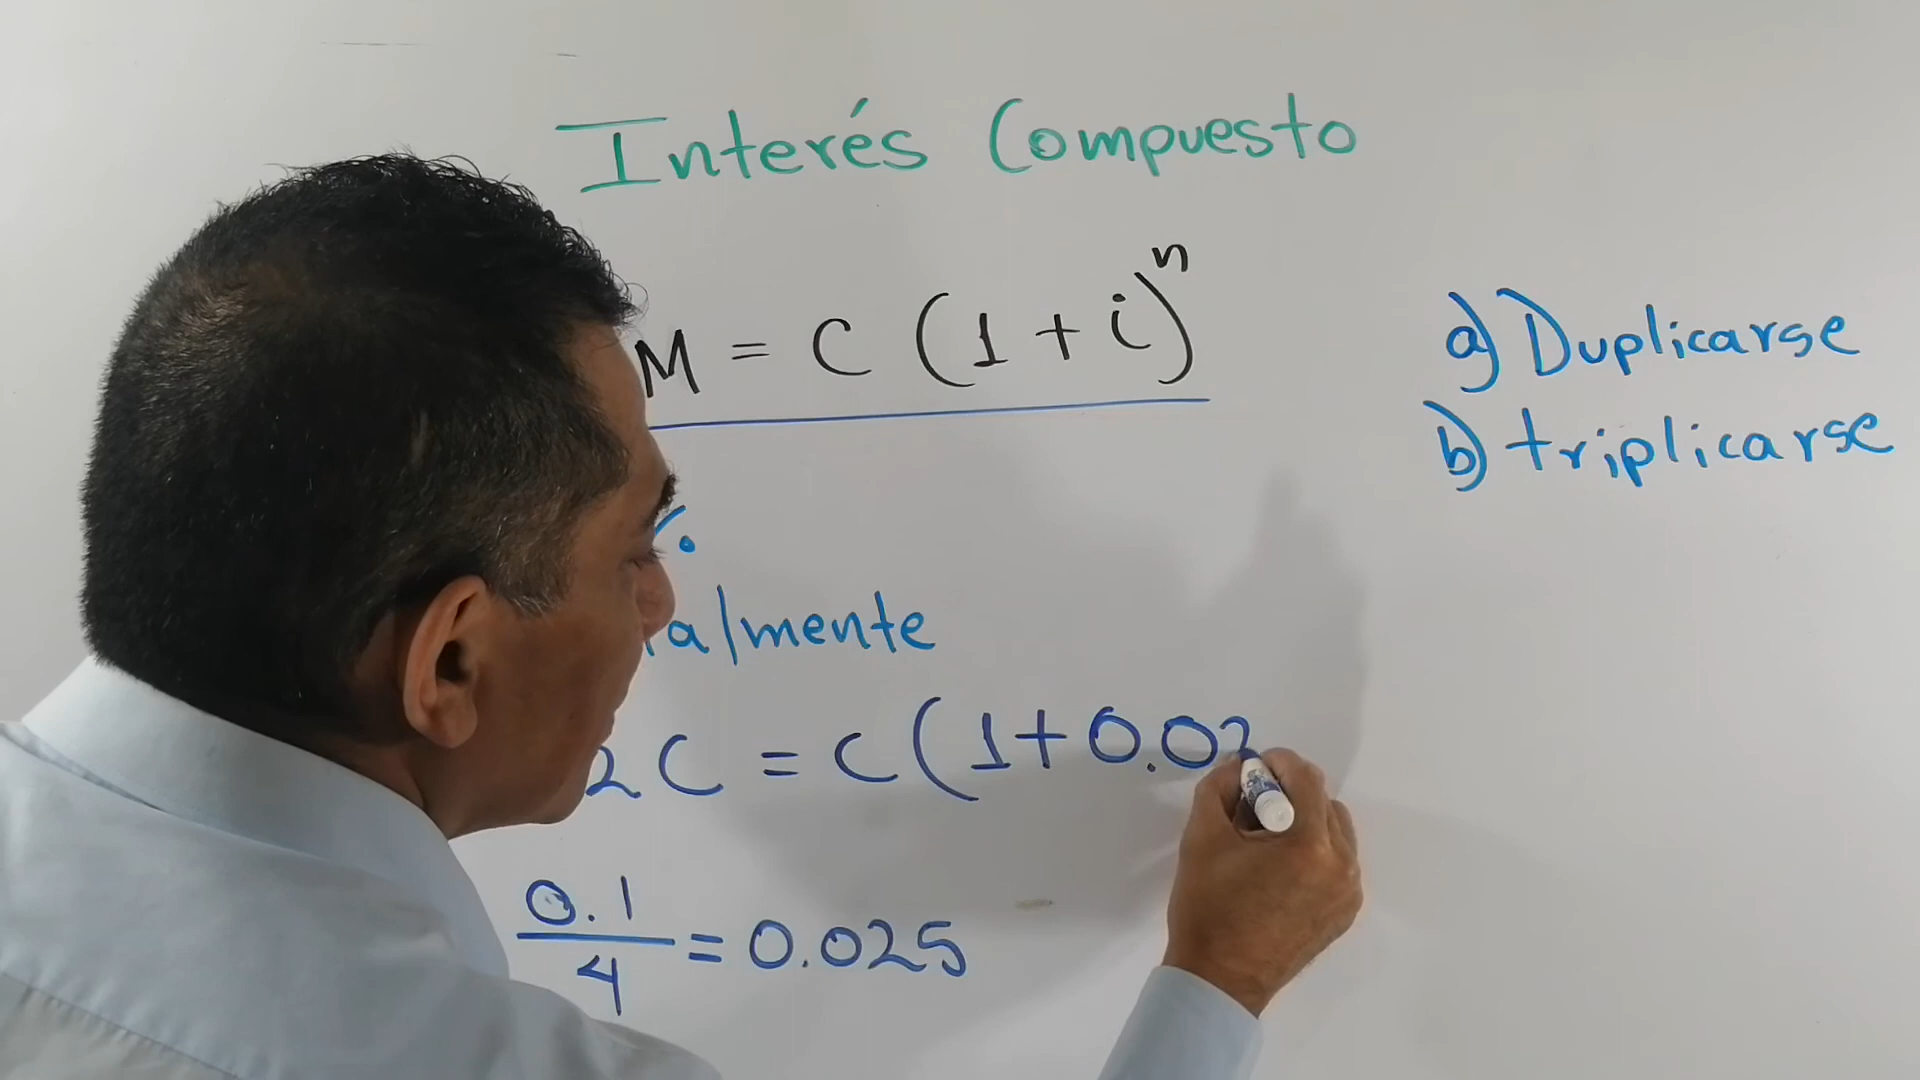 Interés Compuesto
M = C (1 + i)^n
a) Duplicarse
b) triplicarse
%
almente
2C = C (1+0.02
0.1/4 = 0.025